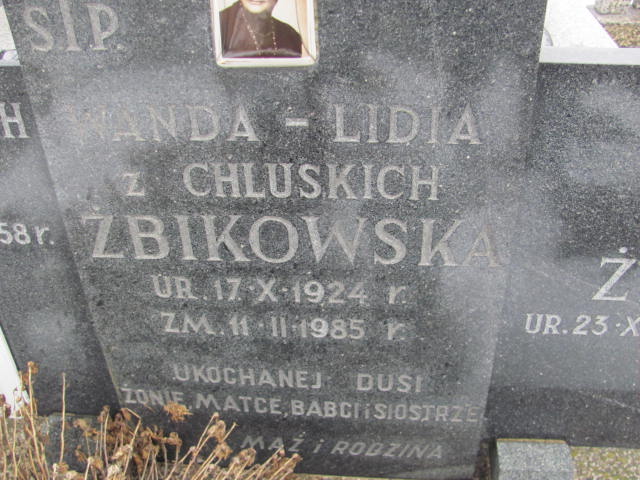 Ś†P.
WANDA - LIDIA
z CHLUSKICH
ŻBIKOWSKA
UR. 17·X·1924 r.
ZM. 11·II·1985 r.
UKOCHANEJ DUSI
ŻONIE, MATCE, BABCI i SIOSTRZE
MĄŻ i RODZINA
H
58 r.
Ż
UR. 23·X